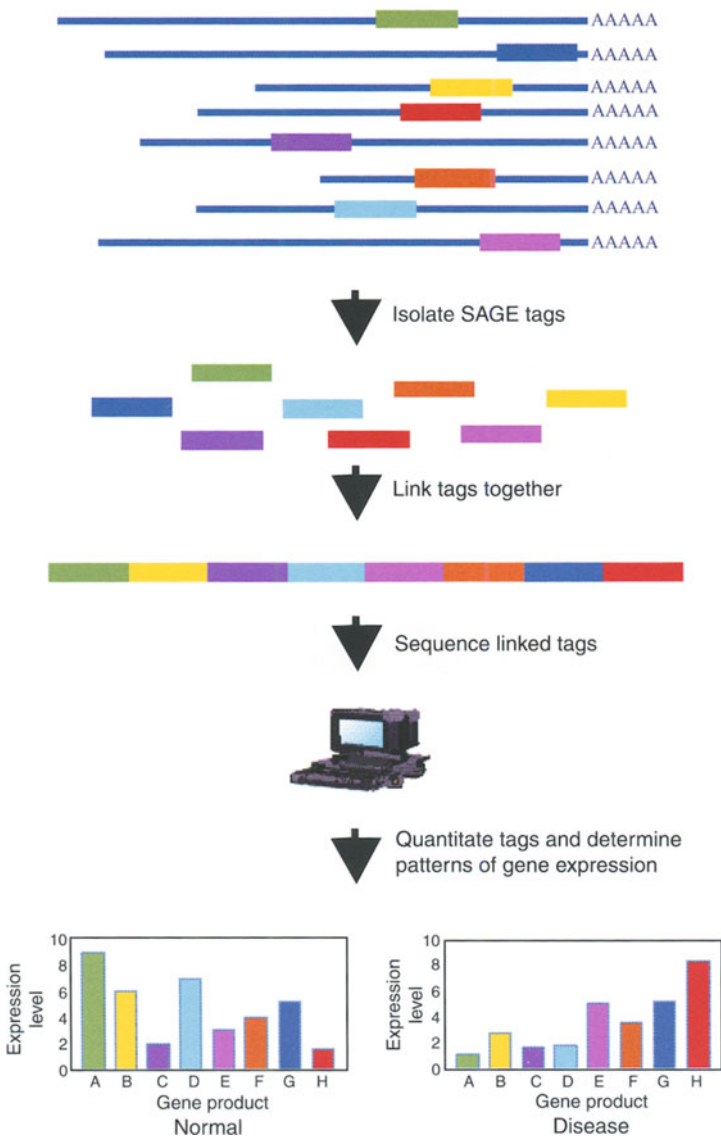 AAAAA
AAAAA
AAAAA
AAAAA
AAAAA
AAAAA
AAAAA
AAAAA
Isolate SAGE tags
Link tags together
Sequence linked tags
Quantitate tags and determine
patterns of gene expression
Expression
level
10
8
6
4
2
0
A B C D E F G H
Gene product
Normal
Expression
level
10
8
6
4
2
0
A B C D E F G H
Gene product
Disease